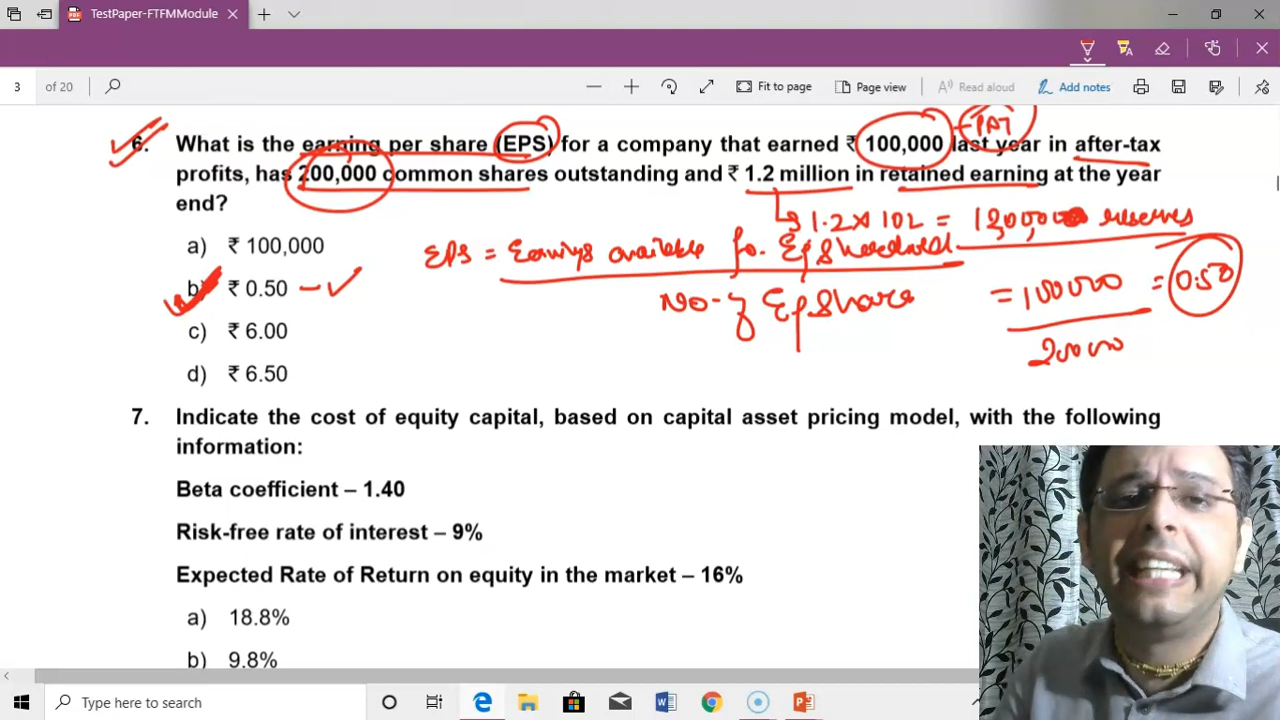 TestPaper-FTFMModule
3 of 20
Fit to page
Page view
Read aloud
Add notes
PAT
6. What is the earning per share (EPS) for a company that earned ₹ 100,000 last year in after-tax
profits, has 200,000 common shares outstanding and ₹ 1.2 million in retained earning at the year
end?
1.2 × 10L = reserves
a) ₹ 100,000
EPS = Earnings available for Eq Shareholders
b) ₹ 0.50
No. of Eq Share
= 100000 = 0.50
200000
c) ₹ 6.00
d) ₹ 6.50
7. Indicate the cost of equity capital, based on capital asset pricing model, with the following
information:
Beta coefficient – 1.40
Risk-free rate of interest – 9%
Expected Rate of Return on equity in the market – 16%
a) 18.8%
b) 9.8%
Type here to search